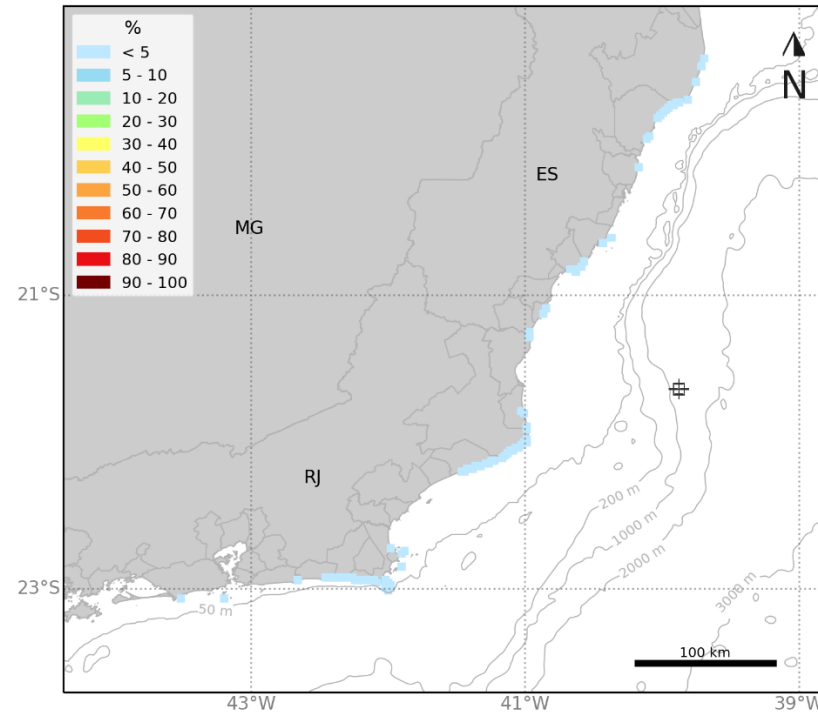 %
< 5
5 - 10
10 - 20
20 - 30
30 - 40
40 - 50
50 - 60
60 - 70
70 - 80
80 - 90
90 - 100
N
ES
MG
21°S
RJ
200 m
1000 m
2000 m
3000 m
23°S
50 m
100 km
43°W
41°W
39°W